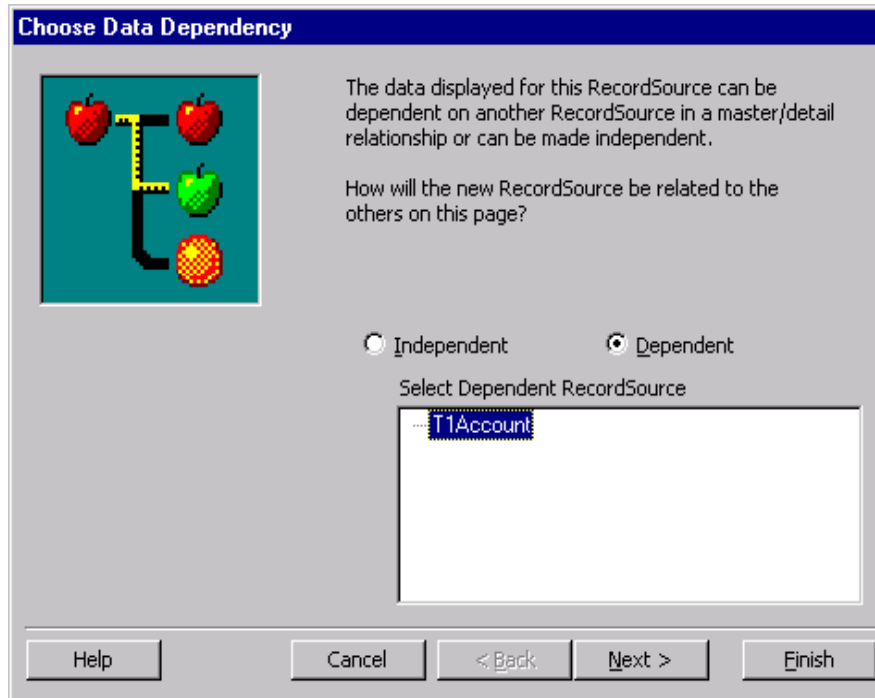 Choose Data Dependency
The data displayed for this RecordSource can be
dependent on another RecordSource in a master/detail
relationship or can be made independent.
How will the new RecordSource be related to the
others on this page?
Independent
Dependent
Select Dependent RecordSource
T1Account
Help
Cancel
< Back
Next >
Finish